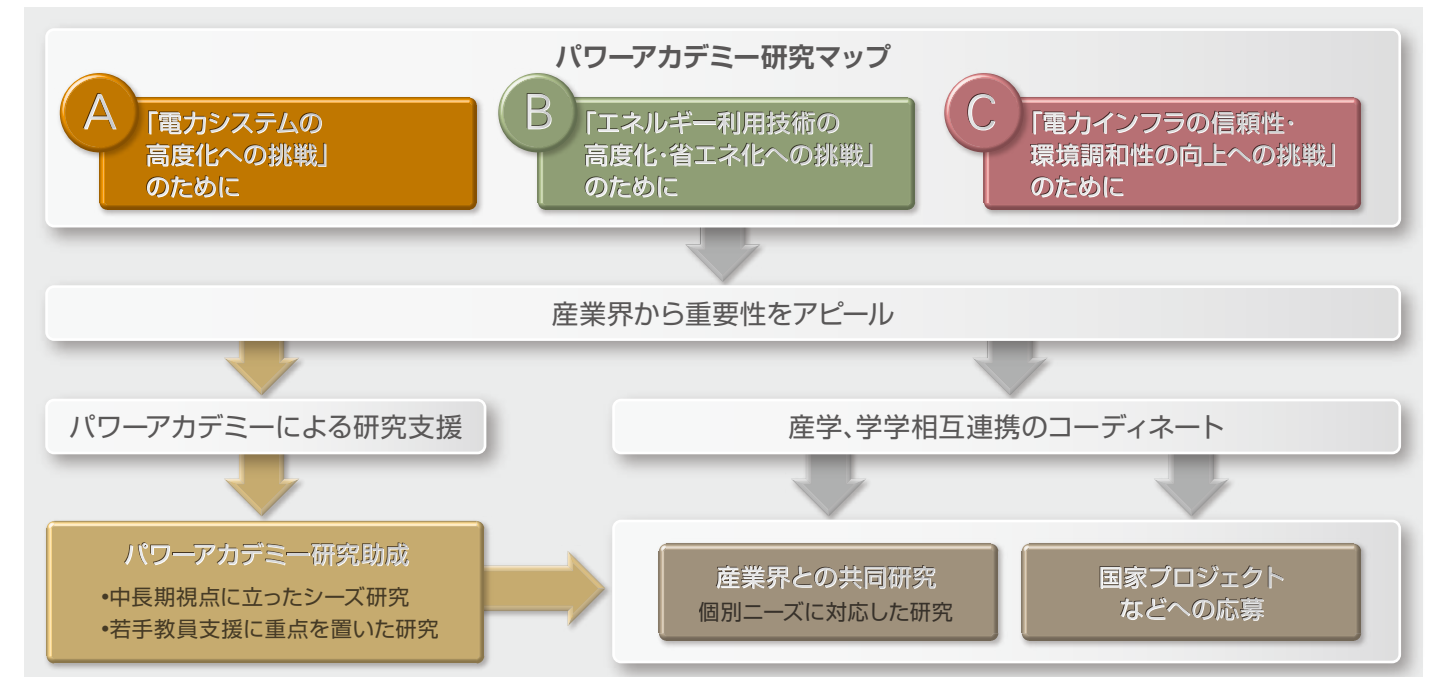 パワーアカデミー研究マップ
A
「電力システムの
高度化への挑戦」
のために
B
「エネルギー利用技術の
高度化・省エネ化への挑戦」
のために
C
「電力インフラの信頼性・
環境調和性の向上への挑戦」
のために
産業界から重要性をアピール
パワーアカデミーによる研究支援
産学、学学相互連携のコーディネート
パワーアカデミー研究助成
•中長期視点に立ったシーズ研究
•若手教員支援に重点を置いた研究
産業界との共同研究
個別ニーズに対応した研究
国家プロジェクト
などへの応募